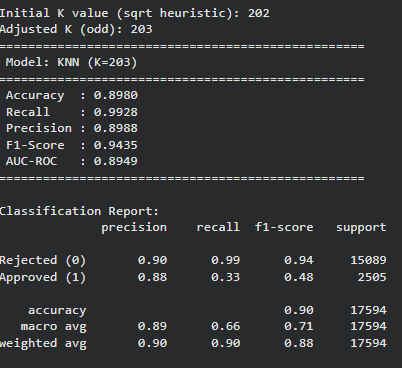 Initial K value (sqrt heuristic): 202
Adjusted K (odd): 203
==================================================
Model: KNN (K=203)
==================================================
Accuracy  : 0.8980
Recall    : 0.9928
Precision : 0.8988
F1-Score  : 0.9435
AUC-ROC   : 0.8949
==================================================
Classification Report:
precision    recall  f1-score   support
Rejected (0)       0.90      0.99      0.94     15089
Approved (1)       0.88      0.33      0.48      2505
accuracy                           0.90     17594
macro avg       0.89      0.66      0.71     17594
weighted avg       0.90      0.90      0.88     17594